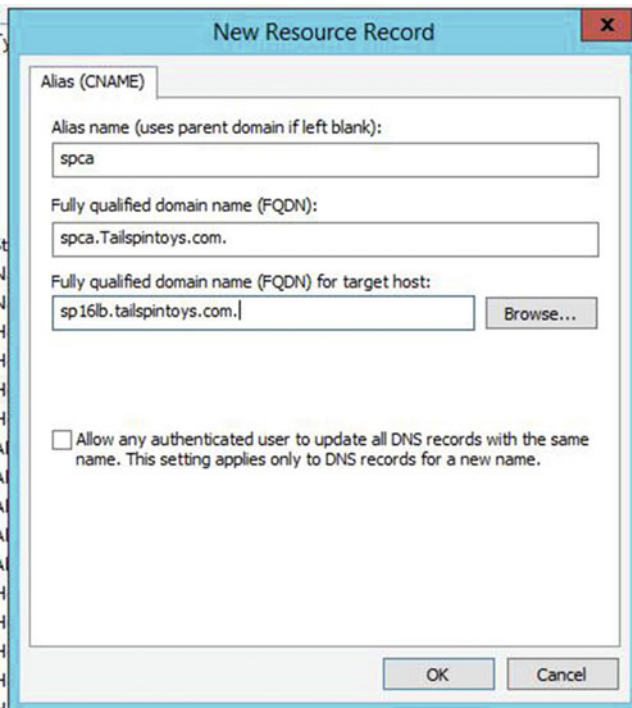 New Resource Record
x
Alias (CNAME)
Alias name (uses parent domain if left blank):
spca
Fully qualified domain name (FQDN):
spca.Tailspintoys.com.
Fully qualified domain name (FQDN) for target host:
sp16lb.tailspintoys.com.
Browse...
Allow any authenticated user to update all DNS records with the same
name. This setting applies only to DNS records for a new name.
OK
Cancel